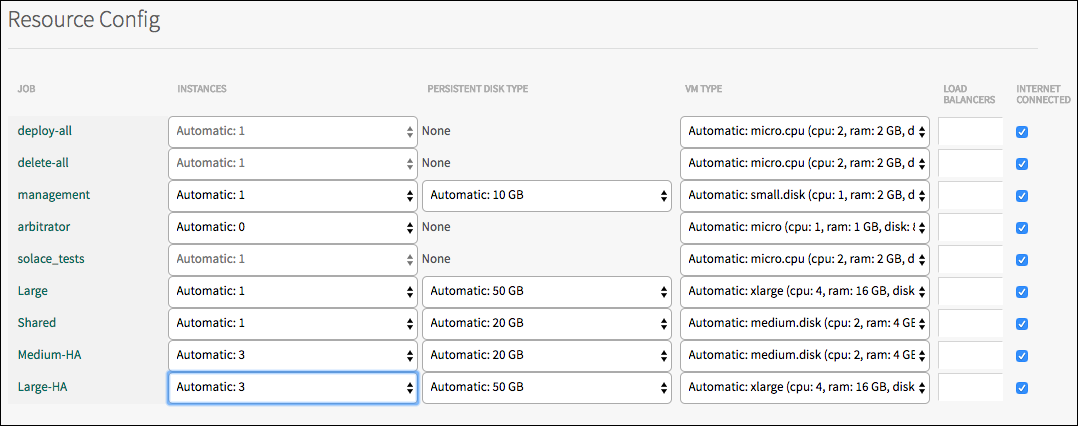 Resource Config
JOB INSTANCES PERSISTENT DISK TYPE VM TYPE LOAD BALANCERS INTERNET CONNECTED
deploy-all Automatic: 1 None Automatic: micro.cpu (cpu: 2, ram: 2 GB, d
delete-all Automatic: 1 None Automatic: micro.cpu (cpu: 2, ram: 2 GB, d
management Automatic: 1 Automatic: 10 GB Automatic: small.disk (cpu: 1, ram: 2 GB, d
arbitrator Automatic: 0 None Automatic: micro (cpu: 1, ram: 1 GB, disk:
solace_tests Automatic: 1 None Automatic: micro.cpu (cpu: 2, ram: 2 GB, d
Large Automatic: 1 Automatic: 50 GB Automatic: xlarge (cpu: 4, ram: 16 GB, disk
Shared Automatic: 1 Automatic: 20 GB Automatic: medium.disk (cpu: 2, ram: 4 GB
Medium-HA Automatic: 3 Automatic: 20 GB Automatic: medium.disk (cpu: 2, ram: 4 GB
Large-HA Automatic: 3 Automatic: 50 GB Automatic: xlarge (cpu: 4, ram: 16 GB, disk